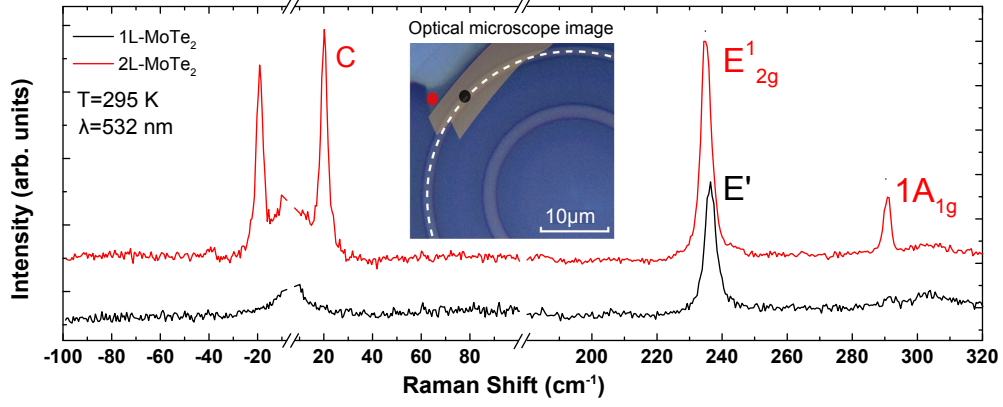 Optical microscope image
1L-MoTe₂
2L-MoTe₂
T=295 K
λ=532 nm
C
E¹₂g
E'
1A₁g
10µm
Intensity (arb. units)
-100 -80 -60 -40 -20 20 40 60 80 200 220 240 260 280 300 320
Raman Shift (cm⁻¹)